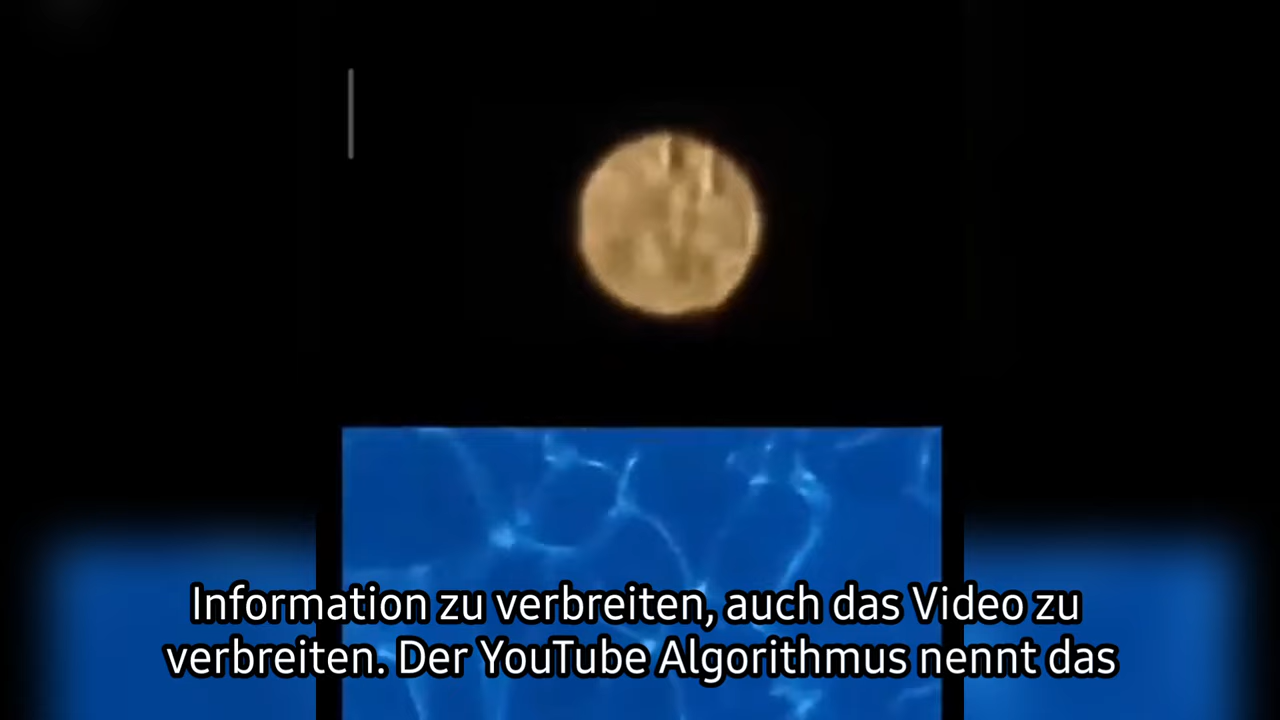 Information zu verbreiten, auch das Video zu
verbreiten. Der YouTube Algorithmus nennt das